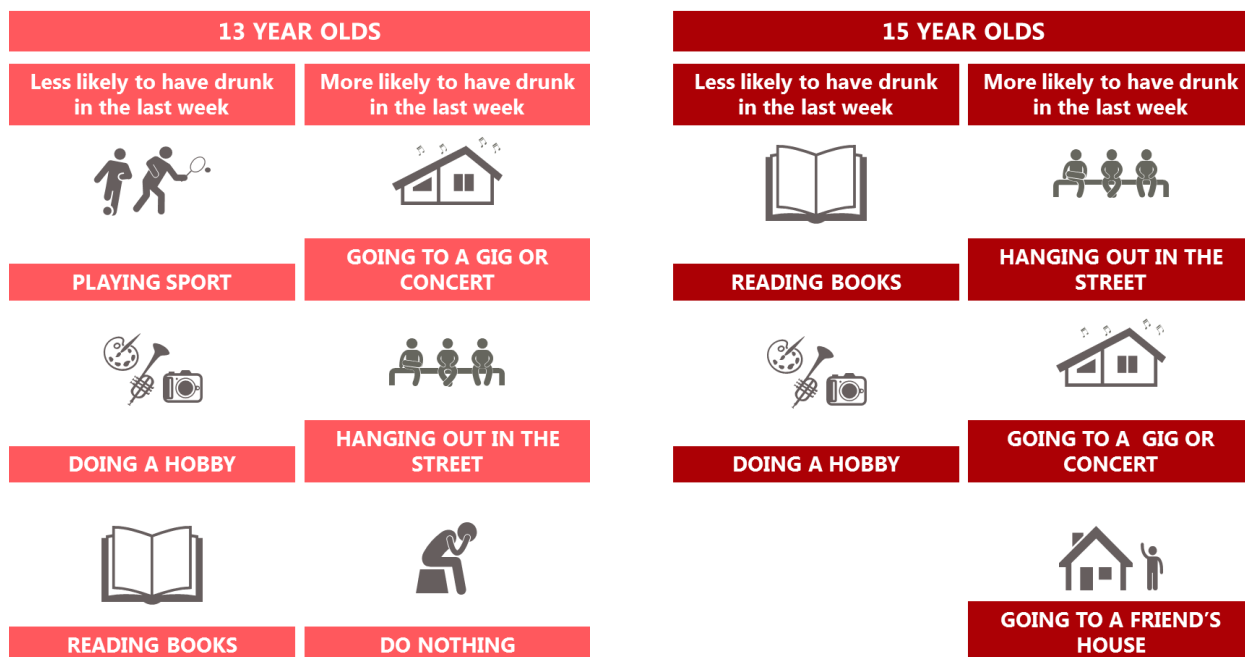 13 YEAR OLDS
Less likely to have drunk
in the last week
More likely to have drunk
in the last week
PLAYING SPORT
GOING TO A GIG OR
CONCERT
DOING A HOBBY
HANGING OUT IN THE
STREET
READING BOOKS
DO NOTHING
15 YEAR OLDS
Less likely to have drunk
in the last week
More likely to have drunk
in the last week
READING BOOKS
HANGING OUT IN THE
STREET
DOING A HOBBY
GOING TO A GIG OR
CONCERT
GOING TO A FRIEND'S
HOUSE